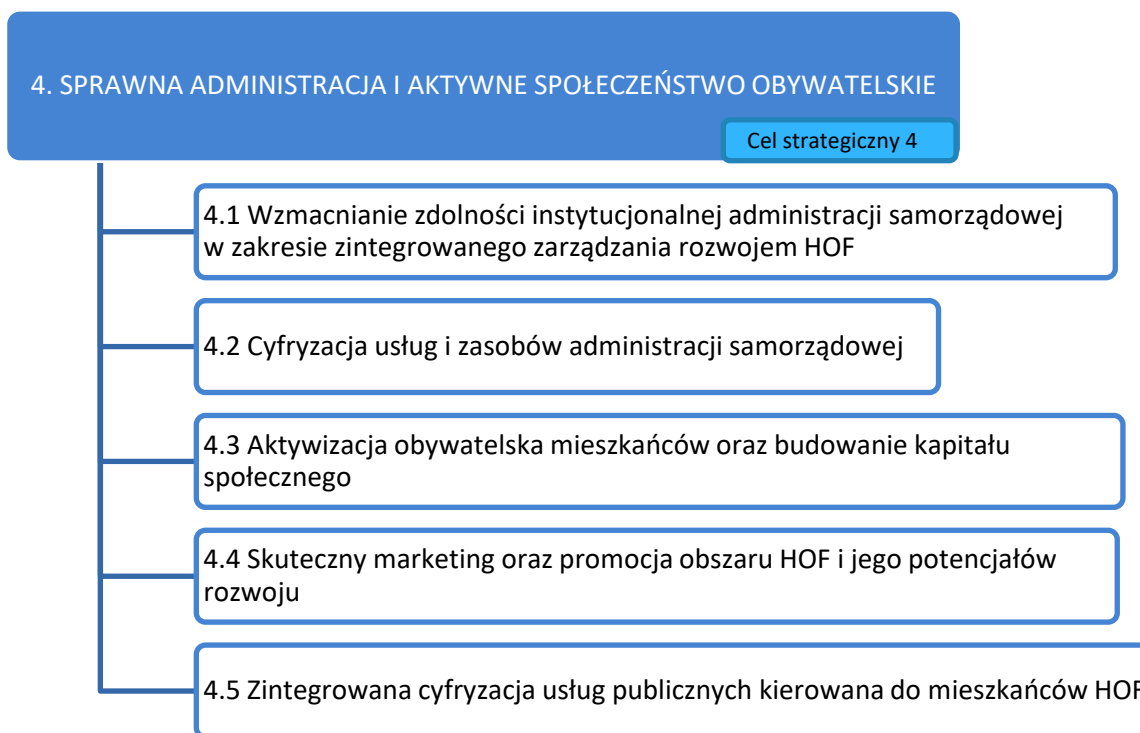 4. SPRAWNA ADMINISTRACJA I AKTYWNE SPOŁECZEŃSTWO OBYWATELSKIE
Cel strategiczny 4
4.1 Wzmacnianie zdolności instytucjonalnej administracji samorządowej
w zakresie zintegrowanego zarządzania rozwojem HOF
4.2 Cyfryzacja usług i zasobów administracji samorządowej
4.3 Aktywizacja obywatelska mieszkańców oraz budowanie kapitału
społecznego
4.4 Skuteczny marketing oraz promocja obszaru HOF i jego potencjałów
rozwoju
4.5 Zintegrowana cyfryzacja usług publicznych kierowana do mieszkańców HOF